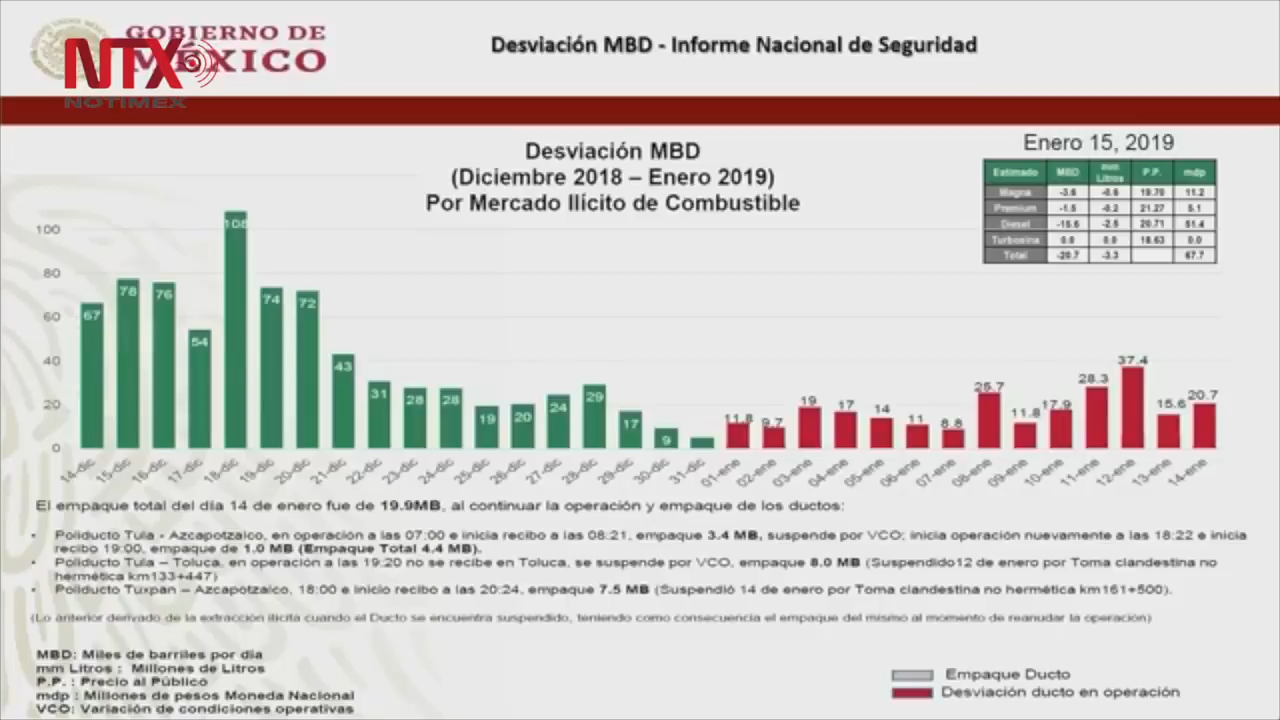 GOBIERNO DE
MÉXICO
NTX
NOTIMEX
Desviación MBD - Informe Nacional de Seguridad
Desviación MBD
(Diciembre 2018 – Enero 2019)
Por Mercado Ilícito de Combustible
Enero 15, 2019
Estimado MBD mm Litros P.P. mdp
Magna -3.6 -0.6 19.70 11.2
Premium -1.5 -0.2 21.27 5.1
Diesel -15.6 -2.5 20.71 51.4
Turbosina 0.0 0.0 18.63 0.0
Total -20.7 -3.3 67.7
100
80
60
40
20
0
67 78 76 54 108 74 72 43 31 28 28 19 20 24 29 17 9 11.8 9.7 19 17 14 11 8.8 25.7 11.8 17.9 28.3 37.4 15.6 20.7
14-dic 15-dic 16-dic 17-dic 18-dic 19-dic 20-dic 21-dic 22-dic 23-dic 24-dic 25-dic 26-dic 27-dic 28-dic 29-dic 30-dic 31-dic 01-ene 02-ene 03-ene 04-ene 05-ene 06-ene 07-ene 08-ene 09-ene 10-ene 11-ene 12-ene 13-ene 14-ene
El empaque total del día 14 de enero fue de 19.9MB, al continuar la operación y empaque de los ductos:
• Poliducto Tula - Azcapotzalco, en operación a las 07:00 e inicia recibo a las 08:21, empaque 3.4 MB, suspende por VCO; inicia operación nuevamente a las 18:22 e inicia
recibo 19:00, empaque de 1.0 MB (Empaque Total 4.4 MB).
• Poliducto Tula – Toluca, en operación a las 19:20 no se recibe en Toluca, se suspende por VCO, empaque 8.0 MB (Suspendido12 de enero por Toma clandestina no
hermética km133+447)
• Poliducto Tuxpan – Azcapotzalco, 18:00 e inicio recibo a las 20:24, empaque 7.5 MB (Suspendió 14 de enero por Toma clandestina no hermética km161+500).
(Lo anterior derivado de la extracción ilícita cuando el Ducto se encuentra suspendido, teniendo como consecuencia el empaque del mismo al momento de reanudar la operación)
MBD: Miles de barriles por día
mm Litros : Millones de Litros
P.P. : Precio al Público
mdp : Millones de pesos Moneda Nacional
VCO: Variación de condiciones operativas
Empaque Ducto
Desviación ducto en operación